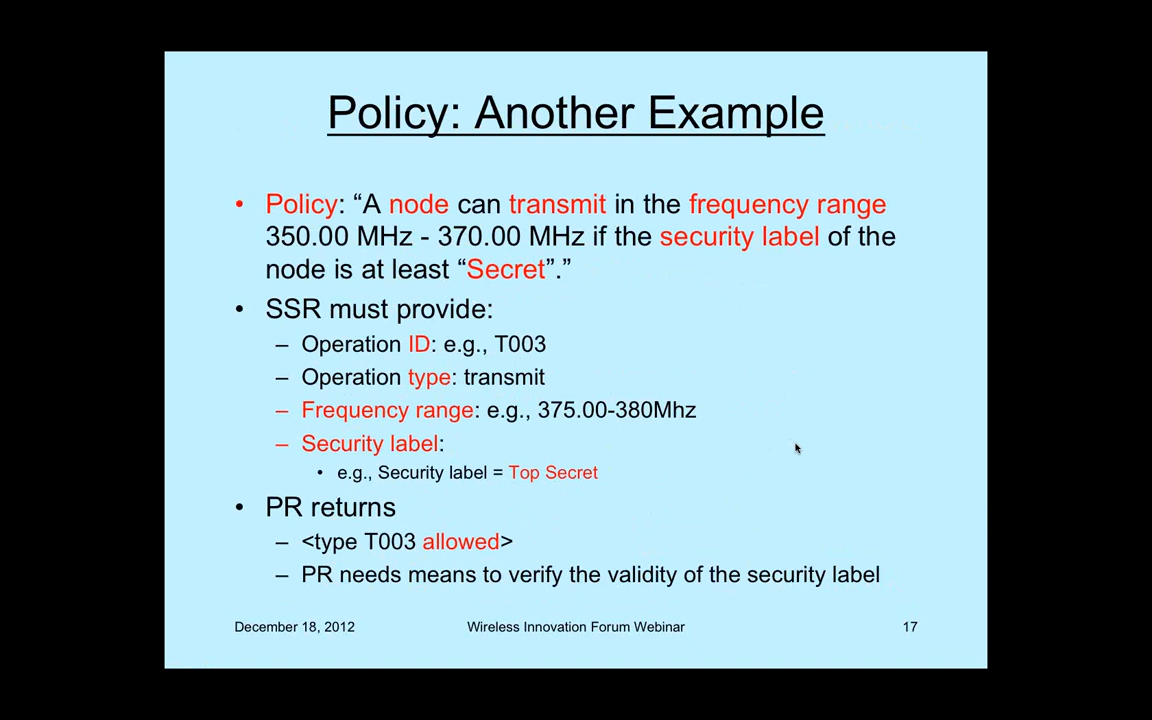 Policy: Another Example
• Policy: “A node can transmit in the frequency range
350.00 MHz - 370.00 MHz if the security label of the
node is at least “Secret”.”
• SSR must provide:
– Operation ID: e.g., T003
– Operation type: transmit
– Frequency range: e.g., 375.00-380Mhz
– Security label:
• e.g., Security label = Top Secret
• PR returns
– <type T003 allowed>
– PR needs means to verify the validity of the security label
December 18, 2012 Wireless Innovation Forum Webinar 17